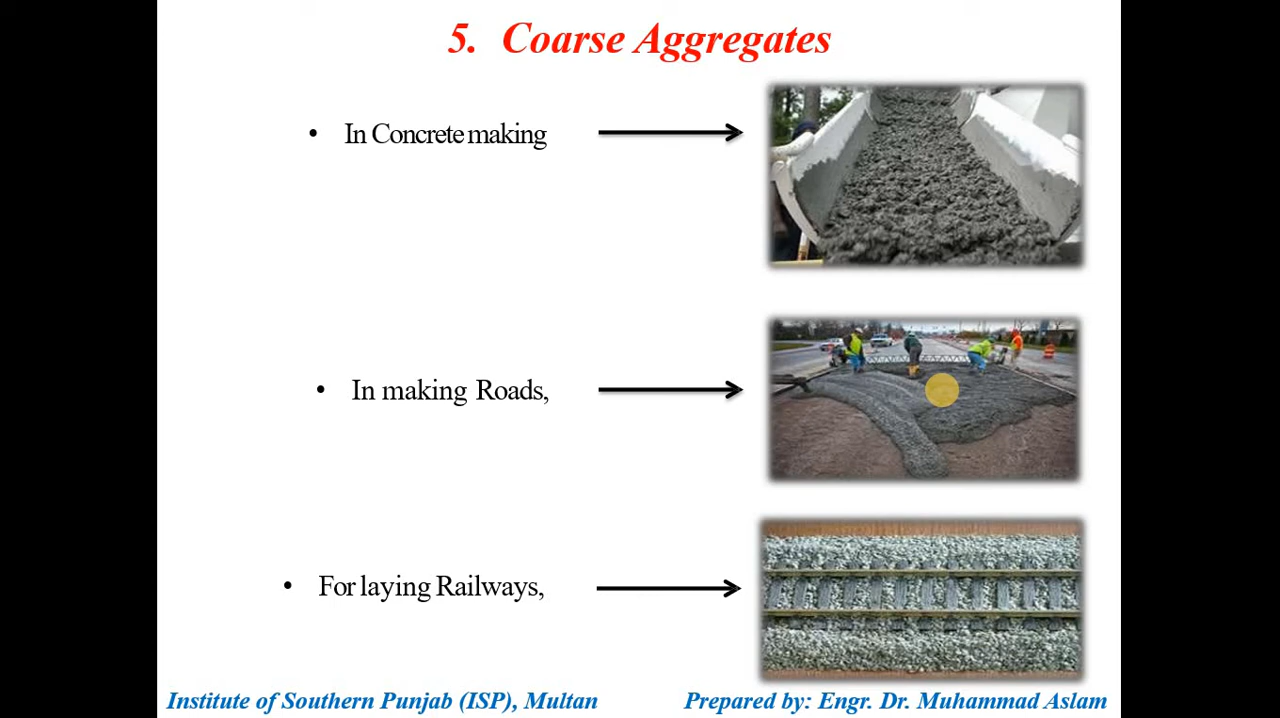 5. Coarse Aggregates
• In Concrete making
• In making Roads,
• For laying Railways,
Institute of Southern Punjab (ISP), Multan
Prepared by: Engr. Dr. Muhammad Aslam